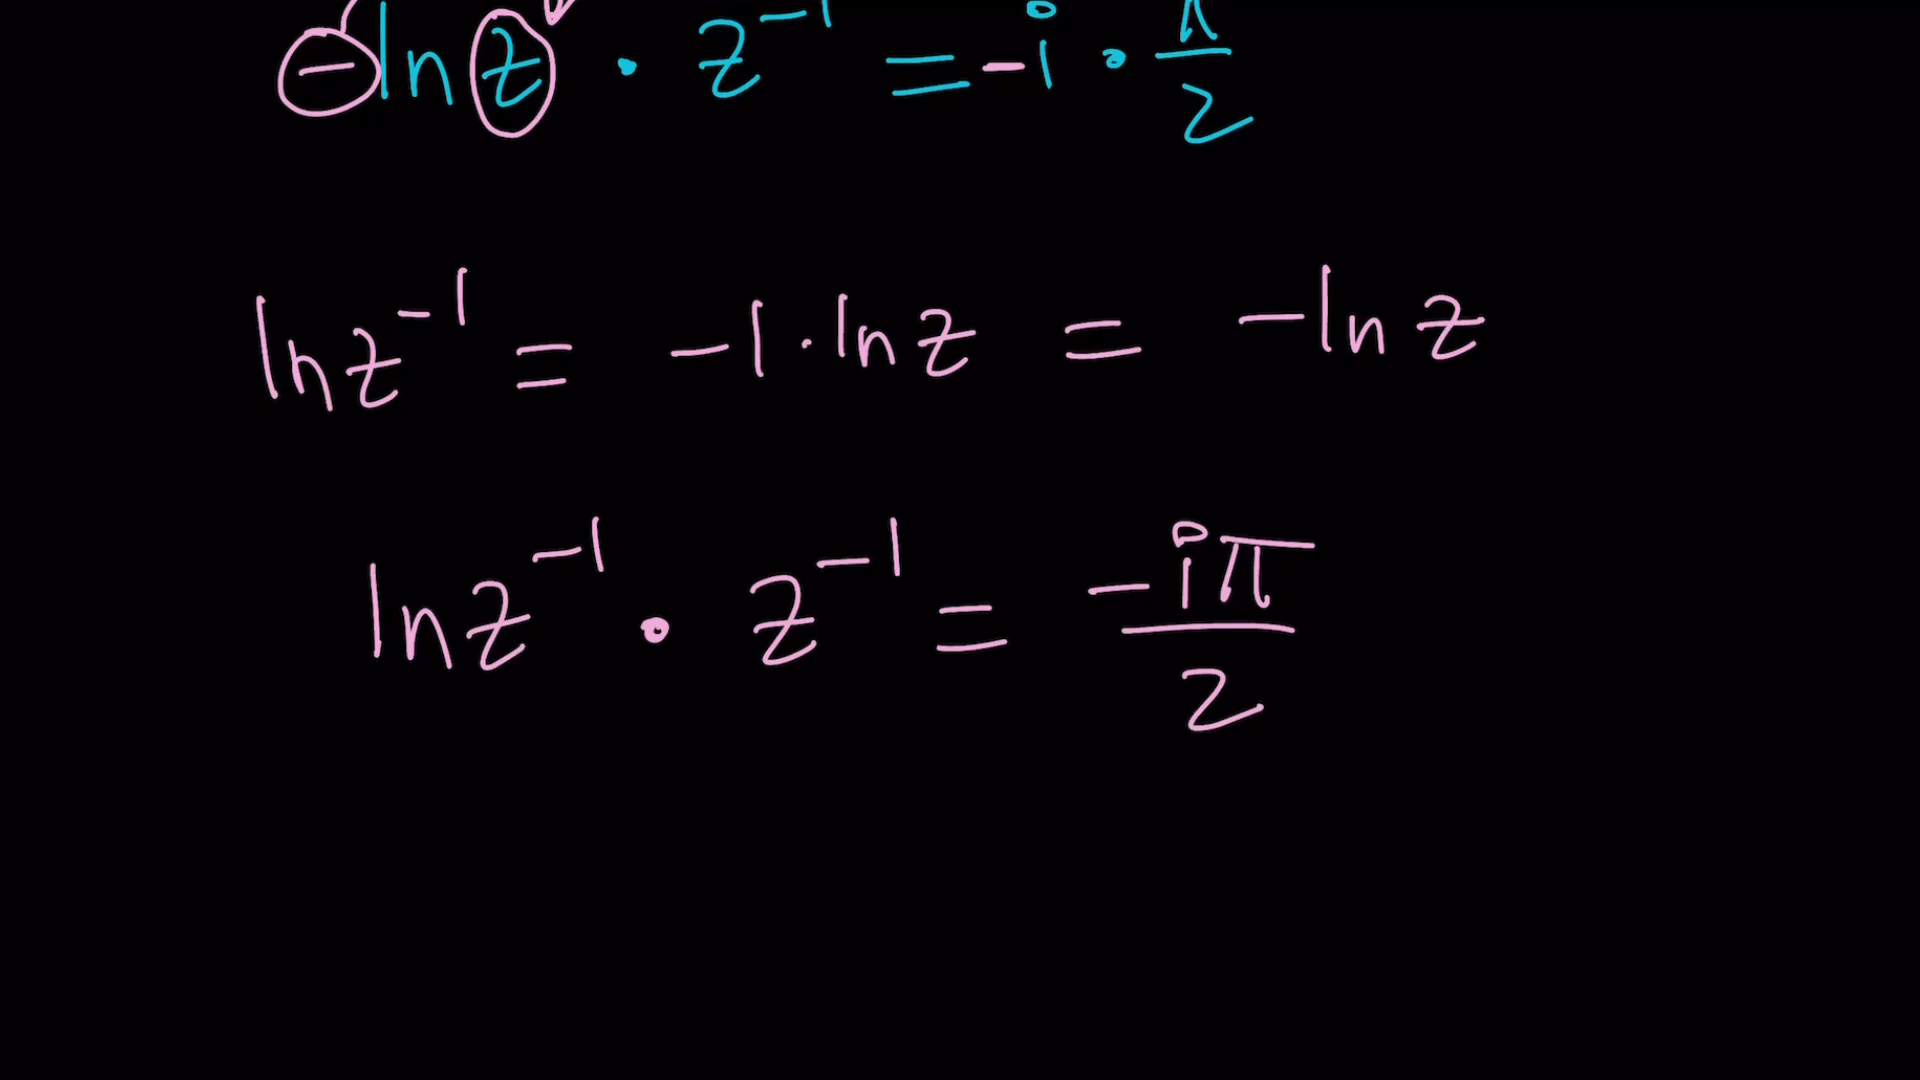 -ln z · z⁻¹ = -i · π/2
ln z⁻¹ = -1 · ln z = -ln z
ln z⁻¹ · z⁻¹ = -iπ/2